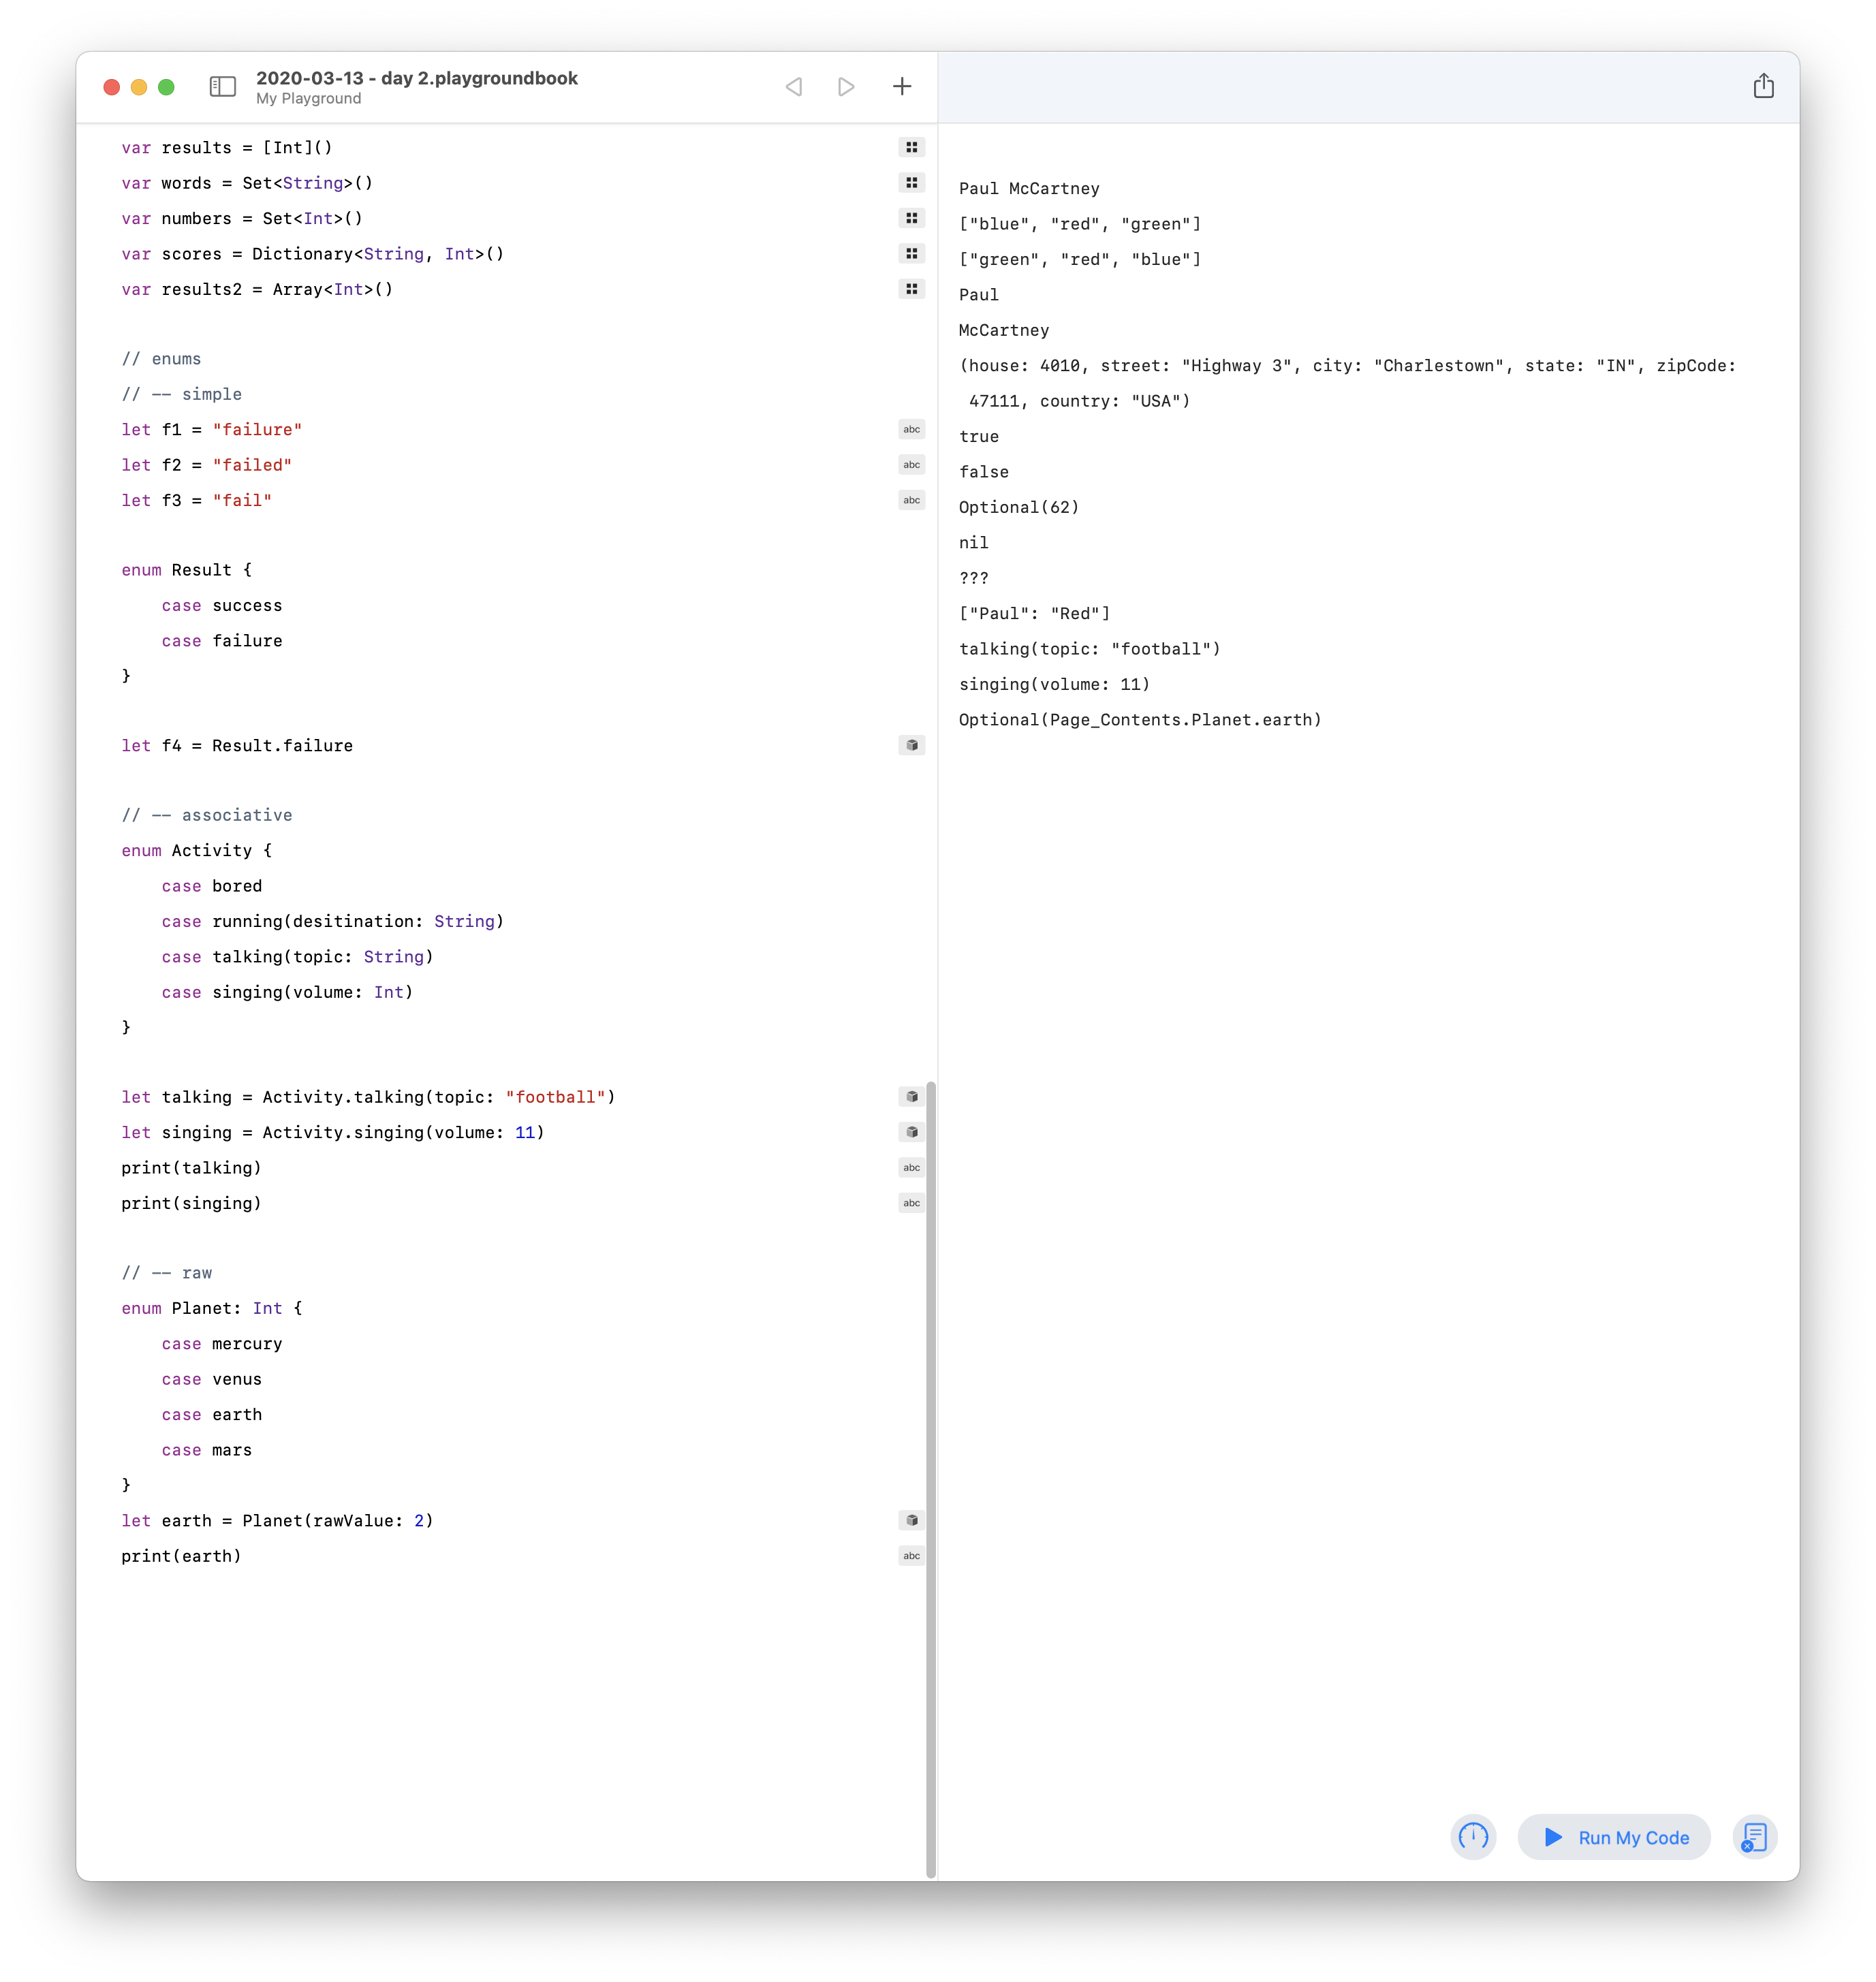 2020-03-13 - day 2.playgroundbook
My Playground
var results = [Int]()
var words = Set<String>()
var numbers = Set<Int>()
var scores = Dictionary<String, Int>()
var results2 = Array<Int>()
// enums
// -- simple
let f1 = "failure"
abc
let f2 = "failed"
abc
let f3 = "fail"
abc
enum Result {
    case success
    case failure
}
let f4 = Result.failure
// -- associative
enum Activity {
    case bored
    case running(desitination: String)
    case talking(topic: String)
    case singing(volume: Int)
}
let talking = Activity.talking(topic: "football")
let singing = Activity.singing(volume: 11)
print(talking)
abc
print(singing)
abc
// -- raw
enum Planet: Int {
    case mercury
    case venus
    case earth
    case mars
}
let earth = Planet(rawValue: 2)
print(earth)
abc
Paul McCartney
["blue", "red", "green"]
["green", "red", "blue"]
Paul
McCartney
(house: 4010, street: "Highway 3", city: "Charlestown", state: "IN", zipCode:
47111, country: "USA")
true
false
Optional(62)
nil
???
["Paul": "Red"]
talking(topic: "football")
singing(volume: 11)
Optional(Page_Contents.Planet.earth)
Run My Code